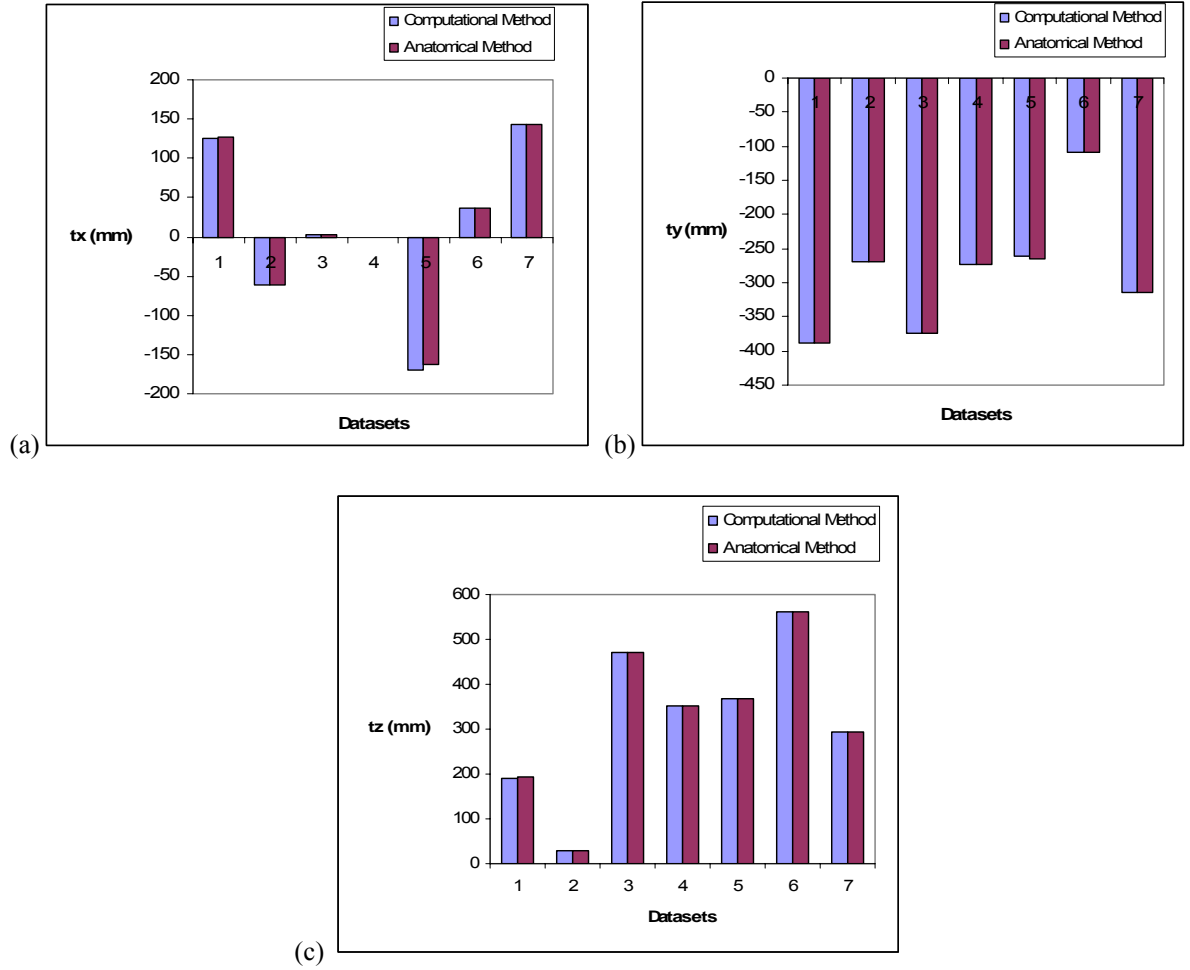 Computational Method
Anatomical Method
200
150
100
50
0
-50
-100
-150
-200
tx (mm)
1 2 3 4 5 6 7
Datasets
(a)
Computational Method
Anatomical Method
0
-50
-100
-150
-200
-250
-300
-350
-400
-450
ty (mm)
1 2 3 4 5 6 7
Datasets
(b)
Computational Method
Anatomical Method
600
500
400
300
200
100
0
tz (mm)
1 2 3 4 5 6 7
Datasets
(c)